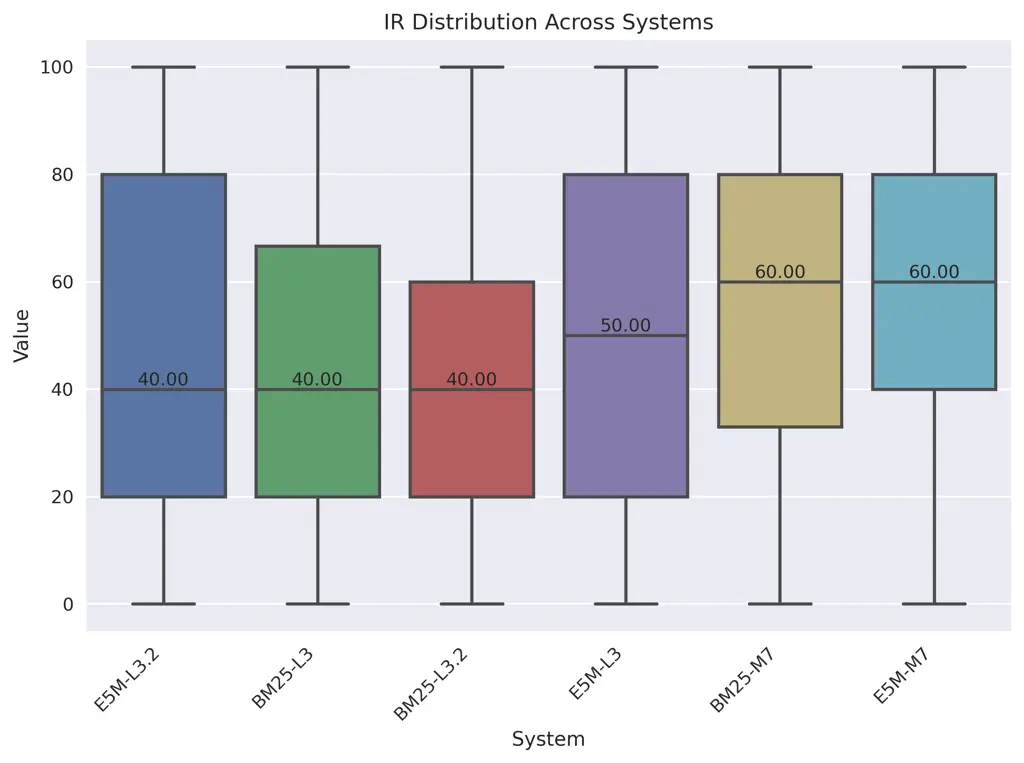 IR Distribution Across Systems
Value
100
80
60
40
20
0
40.00
40.00
40.00
50.00
60.00
60.00
E5M-L3.2
BM25-L3
BM25-L3.2
E5M-L3
BM25-M7
E5M-M7
System